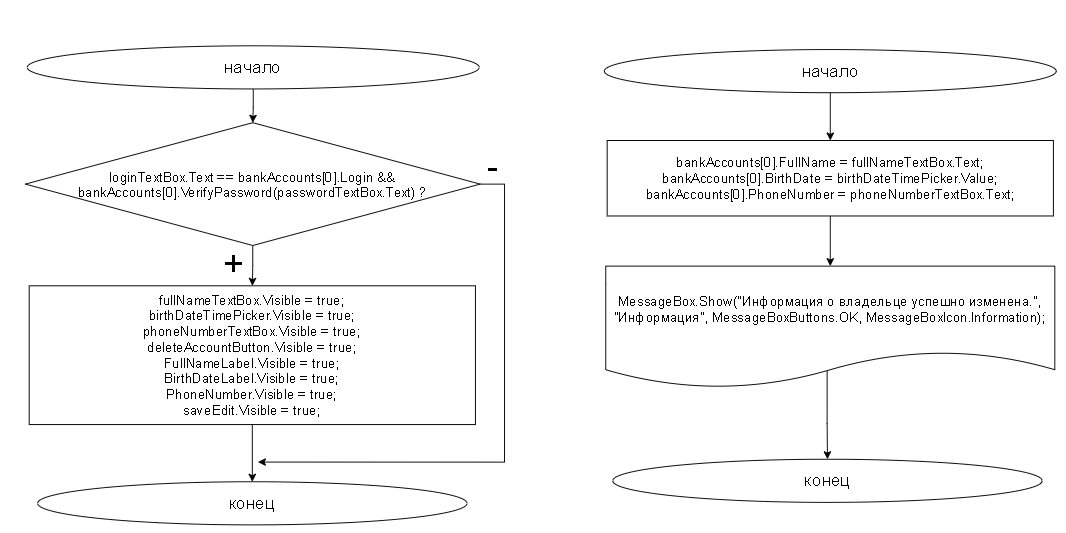 начало
loginTextBox.Text == bankAccounts[0].Login &&
bankAccounts[0].VerifyPassword(passwordTextBox.Text) ?
-
+
fullNameTextBox.Visible = true;
birthDateTimePicker.Visible = true;
phoneNumberTextBox.Visible = true;
deleteAccountButton.Visible = true;
FullNameLabel.Visible = true;
BirthDateLabel.Visible = true;
PhoneNumber.Visible = true;
saveEdit.Visible = true;
конец
начало
bankAccounts[0].FullName = fullNameTextBox.Text;
bankAccounts[0].BirthDate = birthDateTimePicker.Value;
bankAccounts[0].PhoneNumber = phoneNumberTextBox.Text;
MessageBox.Show("Информация о владельце успешно изменена.",
"Информация", MessageBoxButtons.OK, MessageBoxIcon.Information);
конец